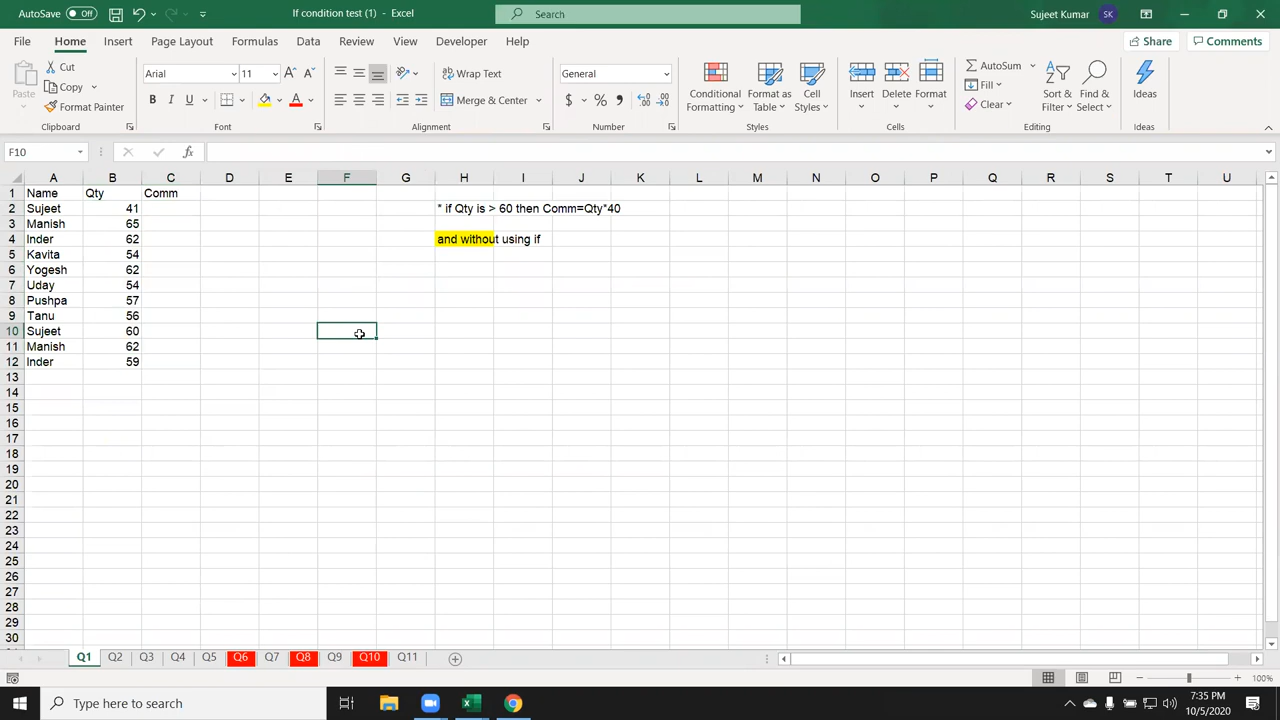 AutoSave Off If condition test (1) - Excel Search Sujeet Kumar SK
File Home Insert Page Layout Formulas Data Review View Developer Help Share Comments
Paste Cut Copy Format Painter Clipboard
Arial 11 A A B I U A Font
Wrap Text Merge & Center Alignment
General $ % , Number
Conditional Formatting Format as Table Cell Styles Styles
Insert Delete Format Cells
AutoSum Fill Clear Sort & Filter Find & Select Editing
Ideas Ideas
F10 fx
A B C D E F G H I J K L M N O P Q R S T U
1 Name Qty Comm
2 Sujeet 41 * if Qty is > 60 then Comm=Qty*40
3 Manish 65
4 Inder 62 and without using if
5 Kavita 54
6 Yogesh 62
7 Uday 54
8 Pushpa 57
9 Tanu 56
10 Sujeet 60
11 Manish 62
12 Inder 59
13
14
15
16
17
18
19
20
21
22
23
24
25
26
27
28
29
30
Q1 Q2 Q3 Q4 Q5 Q6 Q7 Q8 Q9 Q10 Q11
100%
Type here to search 7:35 PM
10/5/2020